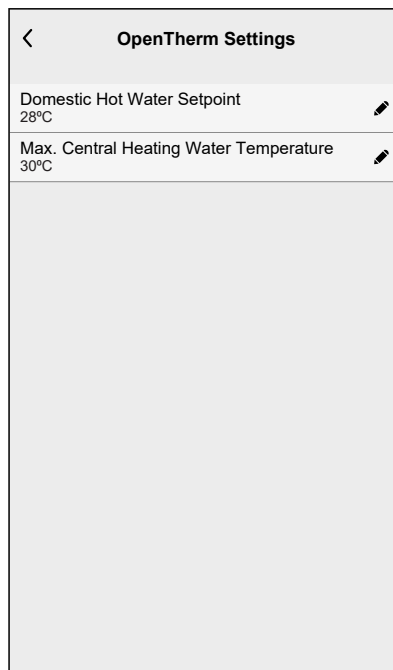 OpenTherm Settings
Domestic Hot Water Setpoint
28ºC
Max. Central Heating Water Temperature
30ºC